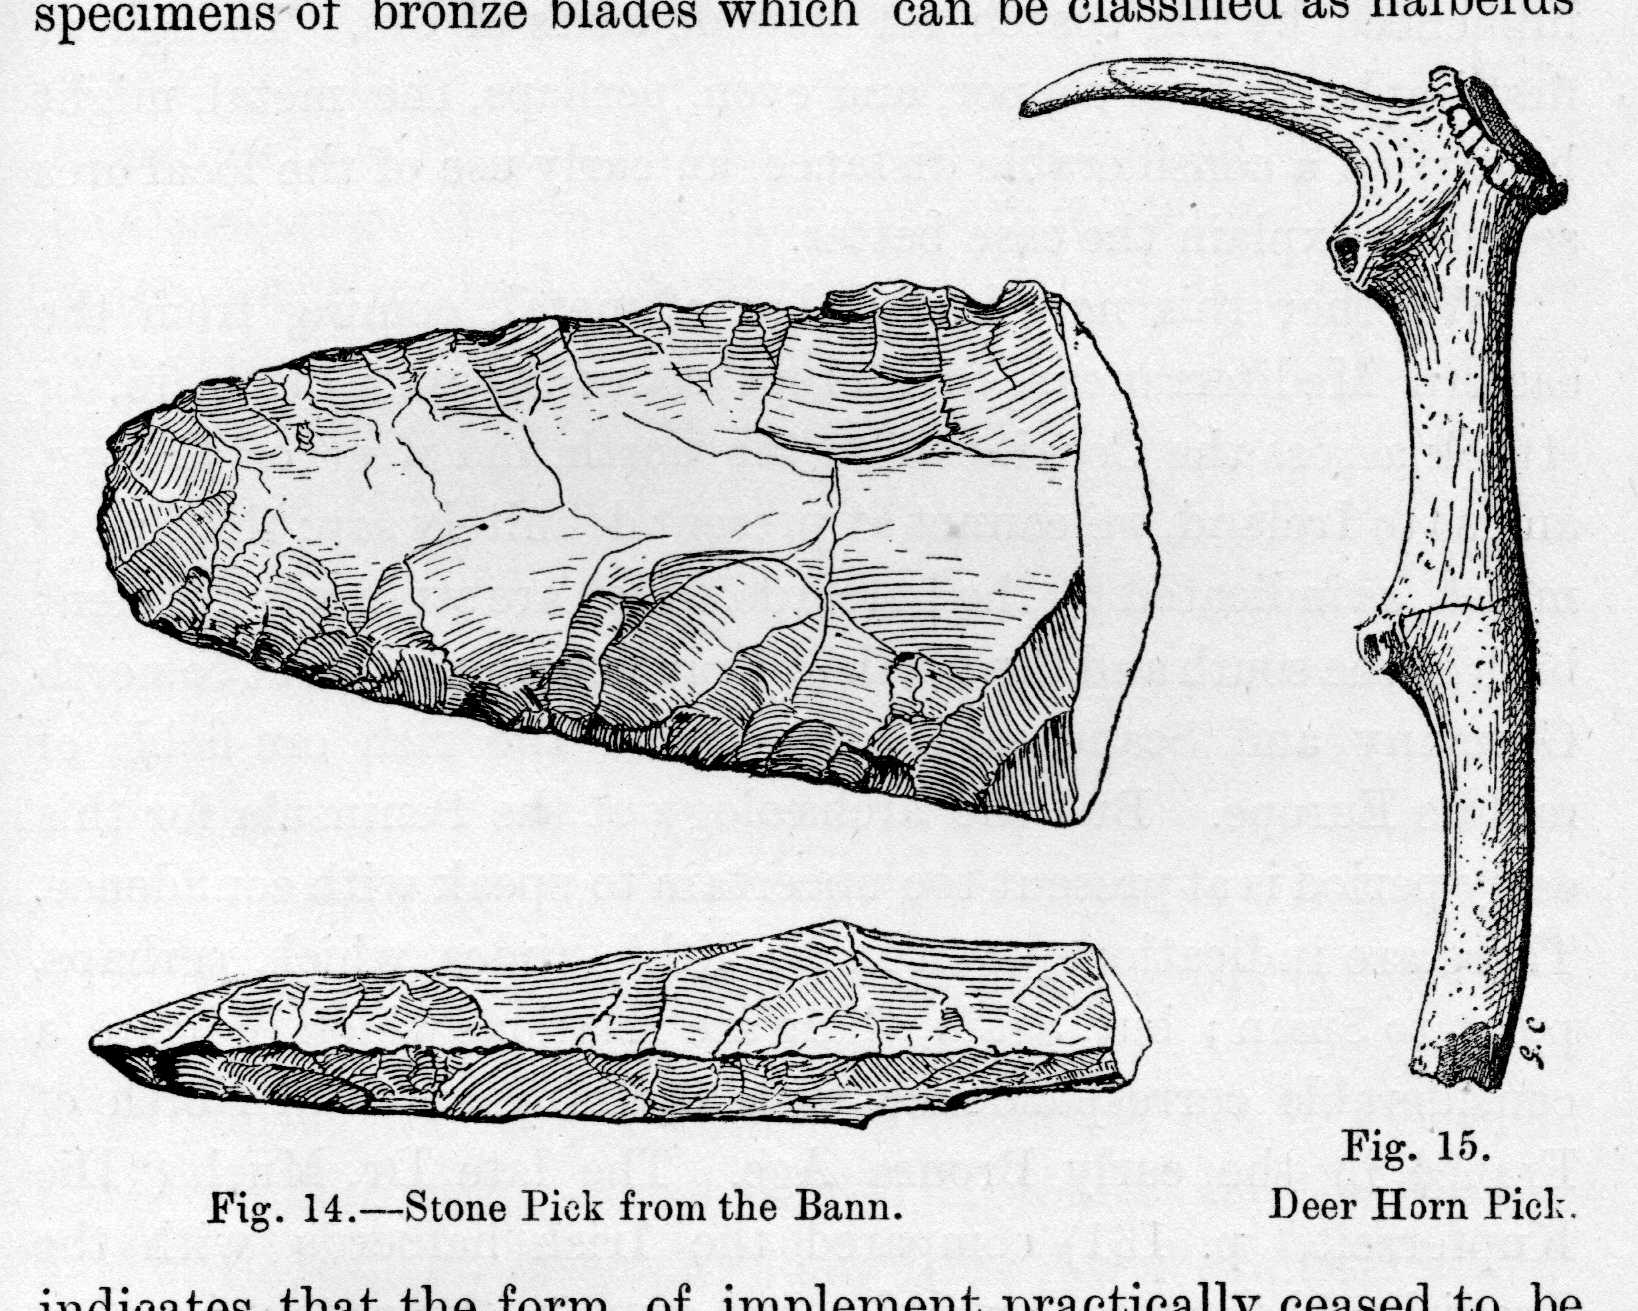 specimens of bronze blades which can be classified as halberds
G. C
Fig. 15.
Deer Horn Pick.
Fig. 14.—Stone Pick from the Bann.
indicates that the form of implement practically ceased to be